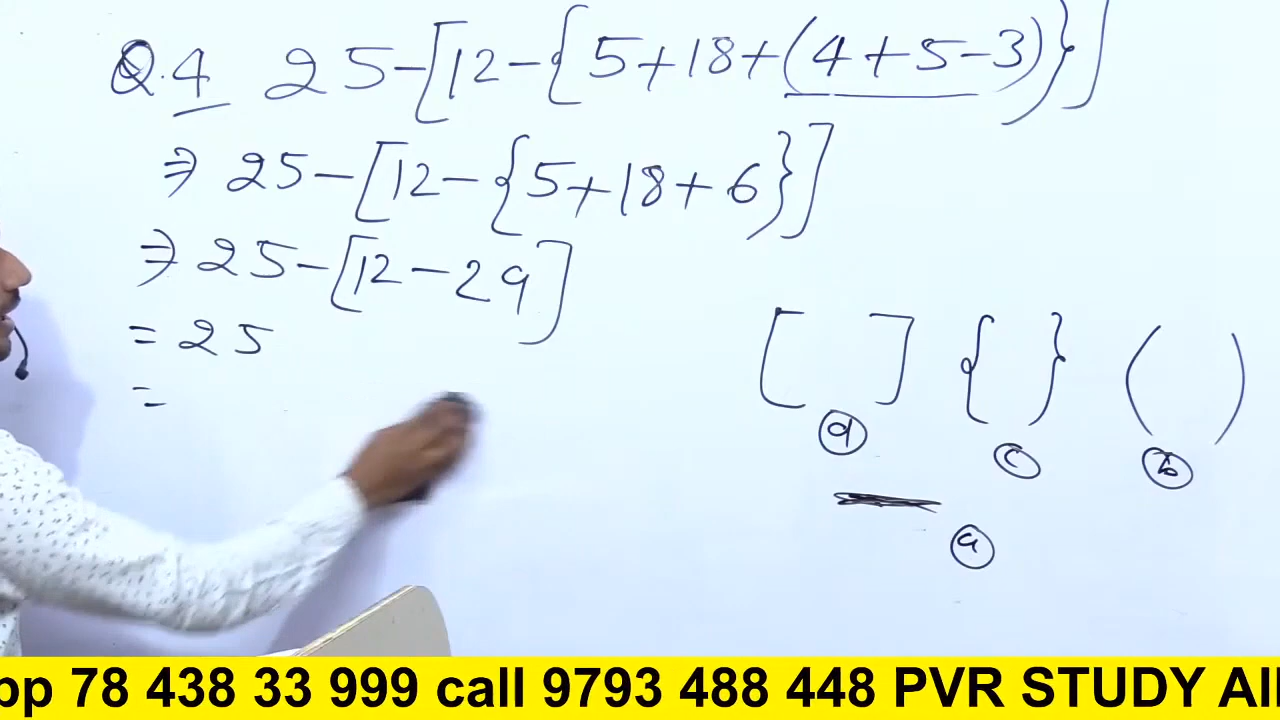 Q.4 25-[12-{5+18+(4+5-3)}]
⇒ 25-[12-{5+18+6}]
⇒ 25-[12-29]
= 25
=
[ ] { } ( )
d c b
a
pp 78 438 33 999 call 9793 488 448 PVR STUDY All